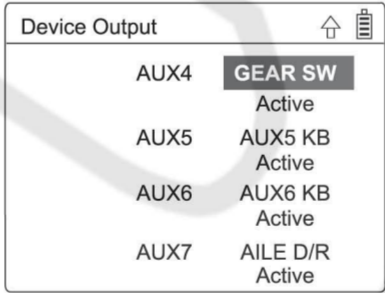 Device Output
AUX4 GEAR SW
Active
AUX5 AUX5 KB
Active
AUX6 AUX6 KB
Active
AUX7 AILE D/R
Active